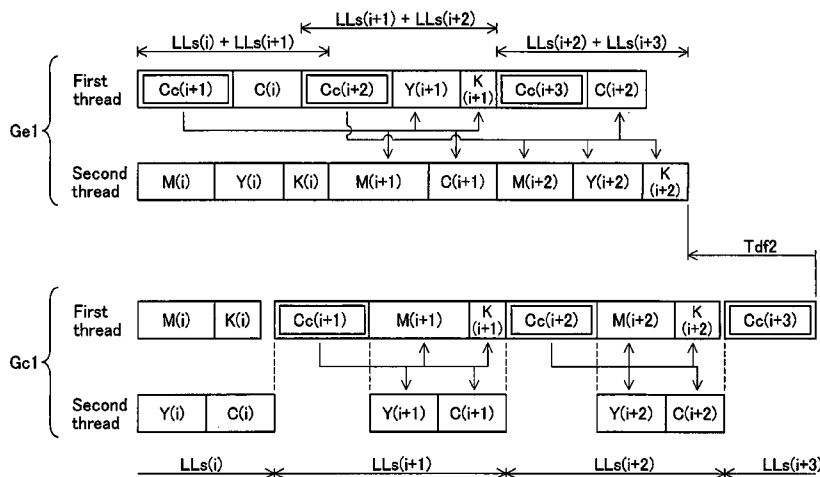 LLs(i+1) + LLs(i+2)
LLs(i) + LLs(i+1)
LLs(i+2) + LLs(i+3)
Ge1
First
thread
Cc(i+1)
C(i)
Cc(i+2)
Y(i+1)
K
(i+1)
Cc(i+3)
C(i+2)
Second
thread
M(i)
Y(i)
K(i)
M(i+1)
C(i+1)
M(i+2)
Y(i+2)
K
(i+2)
Tdf2
Gc1
First
thread
M(i)
K(i)
Cc(i+1)
M(i+1)
K
(i+1)
Cc(i+2)
M(i+2)
K
(i+2)
Cc(i+3)
Second
thread
Y(i)
C(i)
Y(i+1)
C(i+1)
Y(i+2)
C(i+2)
LLs(i)
LLs(i+1)
LLs(i+2)
LLs(i+3)